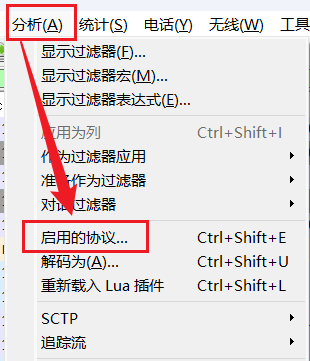 分析(A) 统计(S) 电话(Y) 无线(W) 工具
显示过滤器(F)...
显示过滤器宏(M)...
显示过滤器表达式(E)...
应用为列 Ctrl+Shift+I
作为过滤器应用
准备作为过滤器
对话过滤器
启用的协议... Ctrl+Shift+E
解码为(A)... Ctrl+Shift+U
重新载入 Lua 插件 Ctrl+Shift+L
SCTP
追踪流